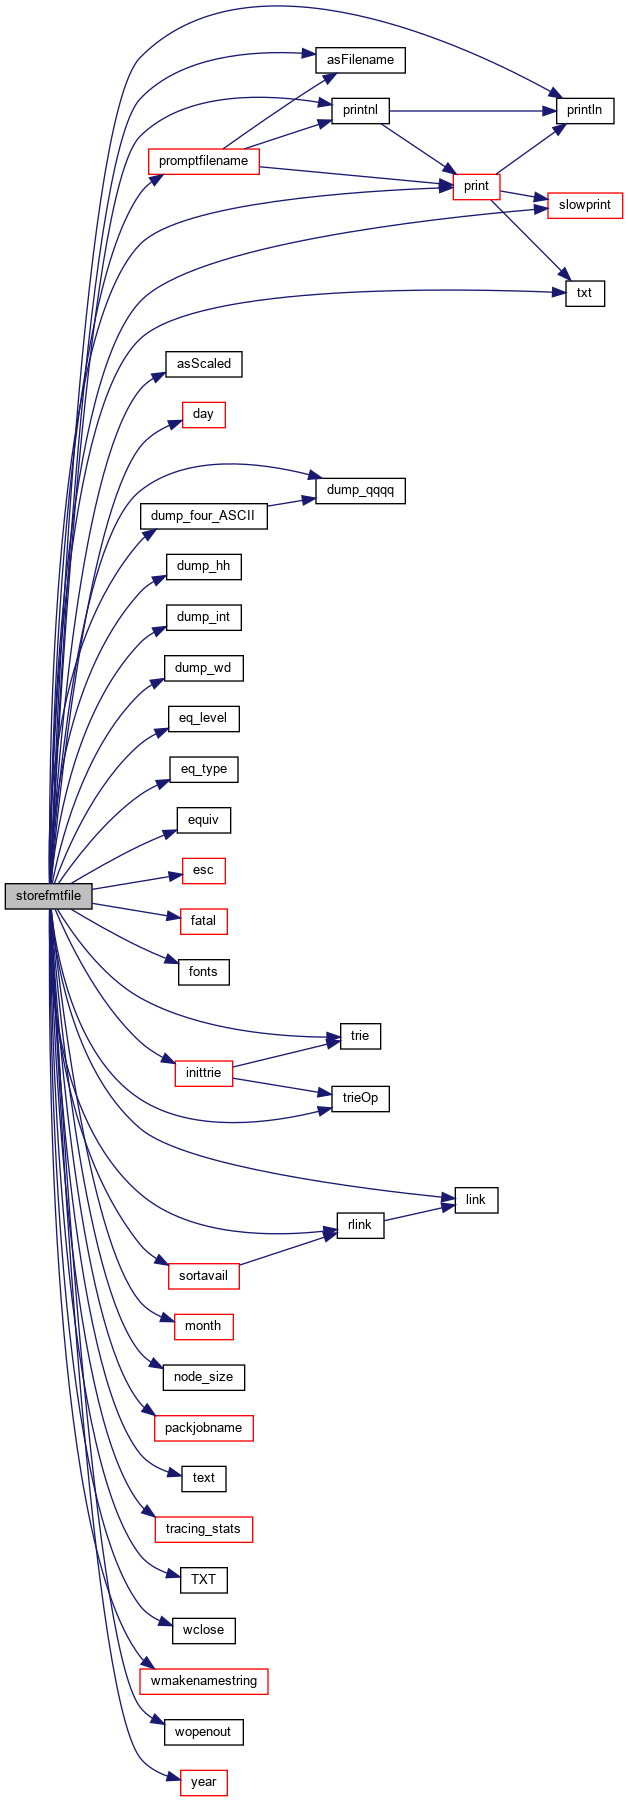 asFilename
printnl
println
promptfilename
print
slowprint
txt
asScaled
day
dump_qqqq
dump_four_ASCII
dump_hh
dump_int
dump_wd
eq_level
eq_type
equiv
esc
storefmtfile
fatal
fonts
trie
inittrie
trieOp
link
rlink
sortavail
month
node_size
packjobname
text
tracing_stats
TXT
wclose
wmakenamestring
wopenout
year